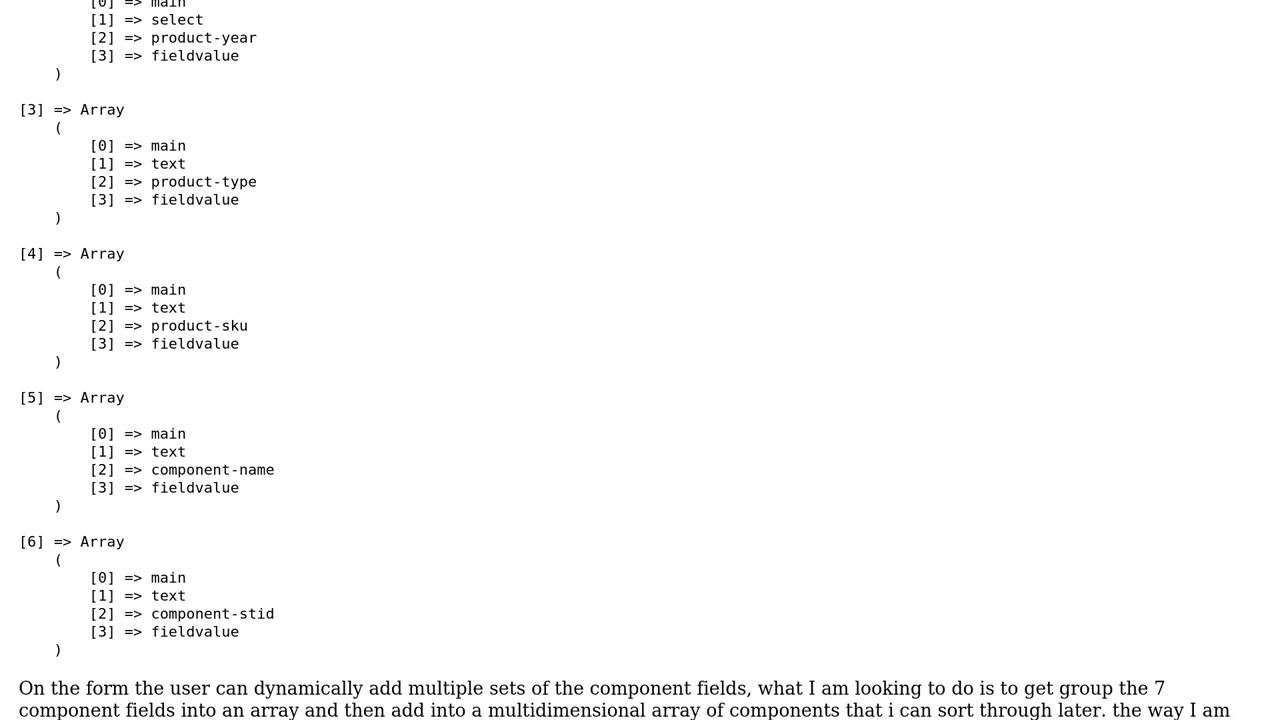 [0] => main
[1] => select
[2] => product-year
[3] => fieldvalue
)
[3] => Array
(
[0] => main
[1] => text
[2] => product-type
[3] => fieldvalue
)
[4] => Array
(
[0] => main
[1] => text
[2] => product-sku
[3] => fieldvalue
)
[5] => Array
(
[0] => main
[1] => text
[2] => component-name
[3] => fieldvalue
)
[6] => Array
(
[0] => main
[1] => text
[2] => component-stid
[3] => fieldvalue
)
On the form the user can dynamically add multiple sets of the component fields, what I am looking to do is to get group the 7
component fields into an array and then add into a multidimensional array of components that i can sort through later. the way I am